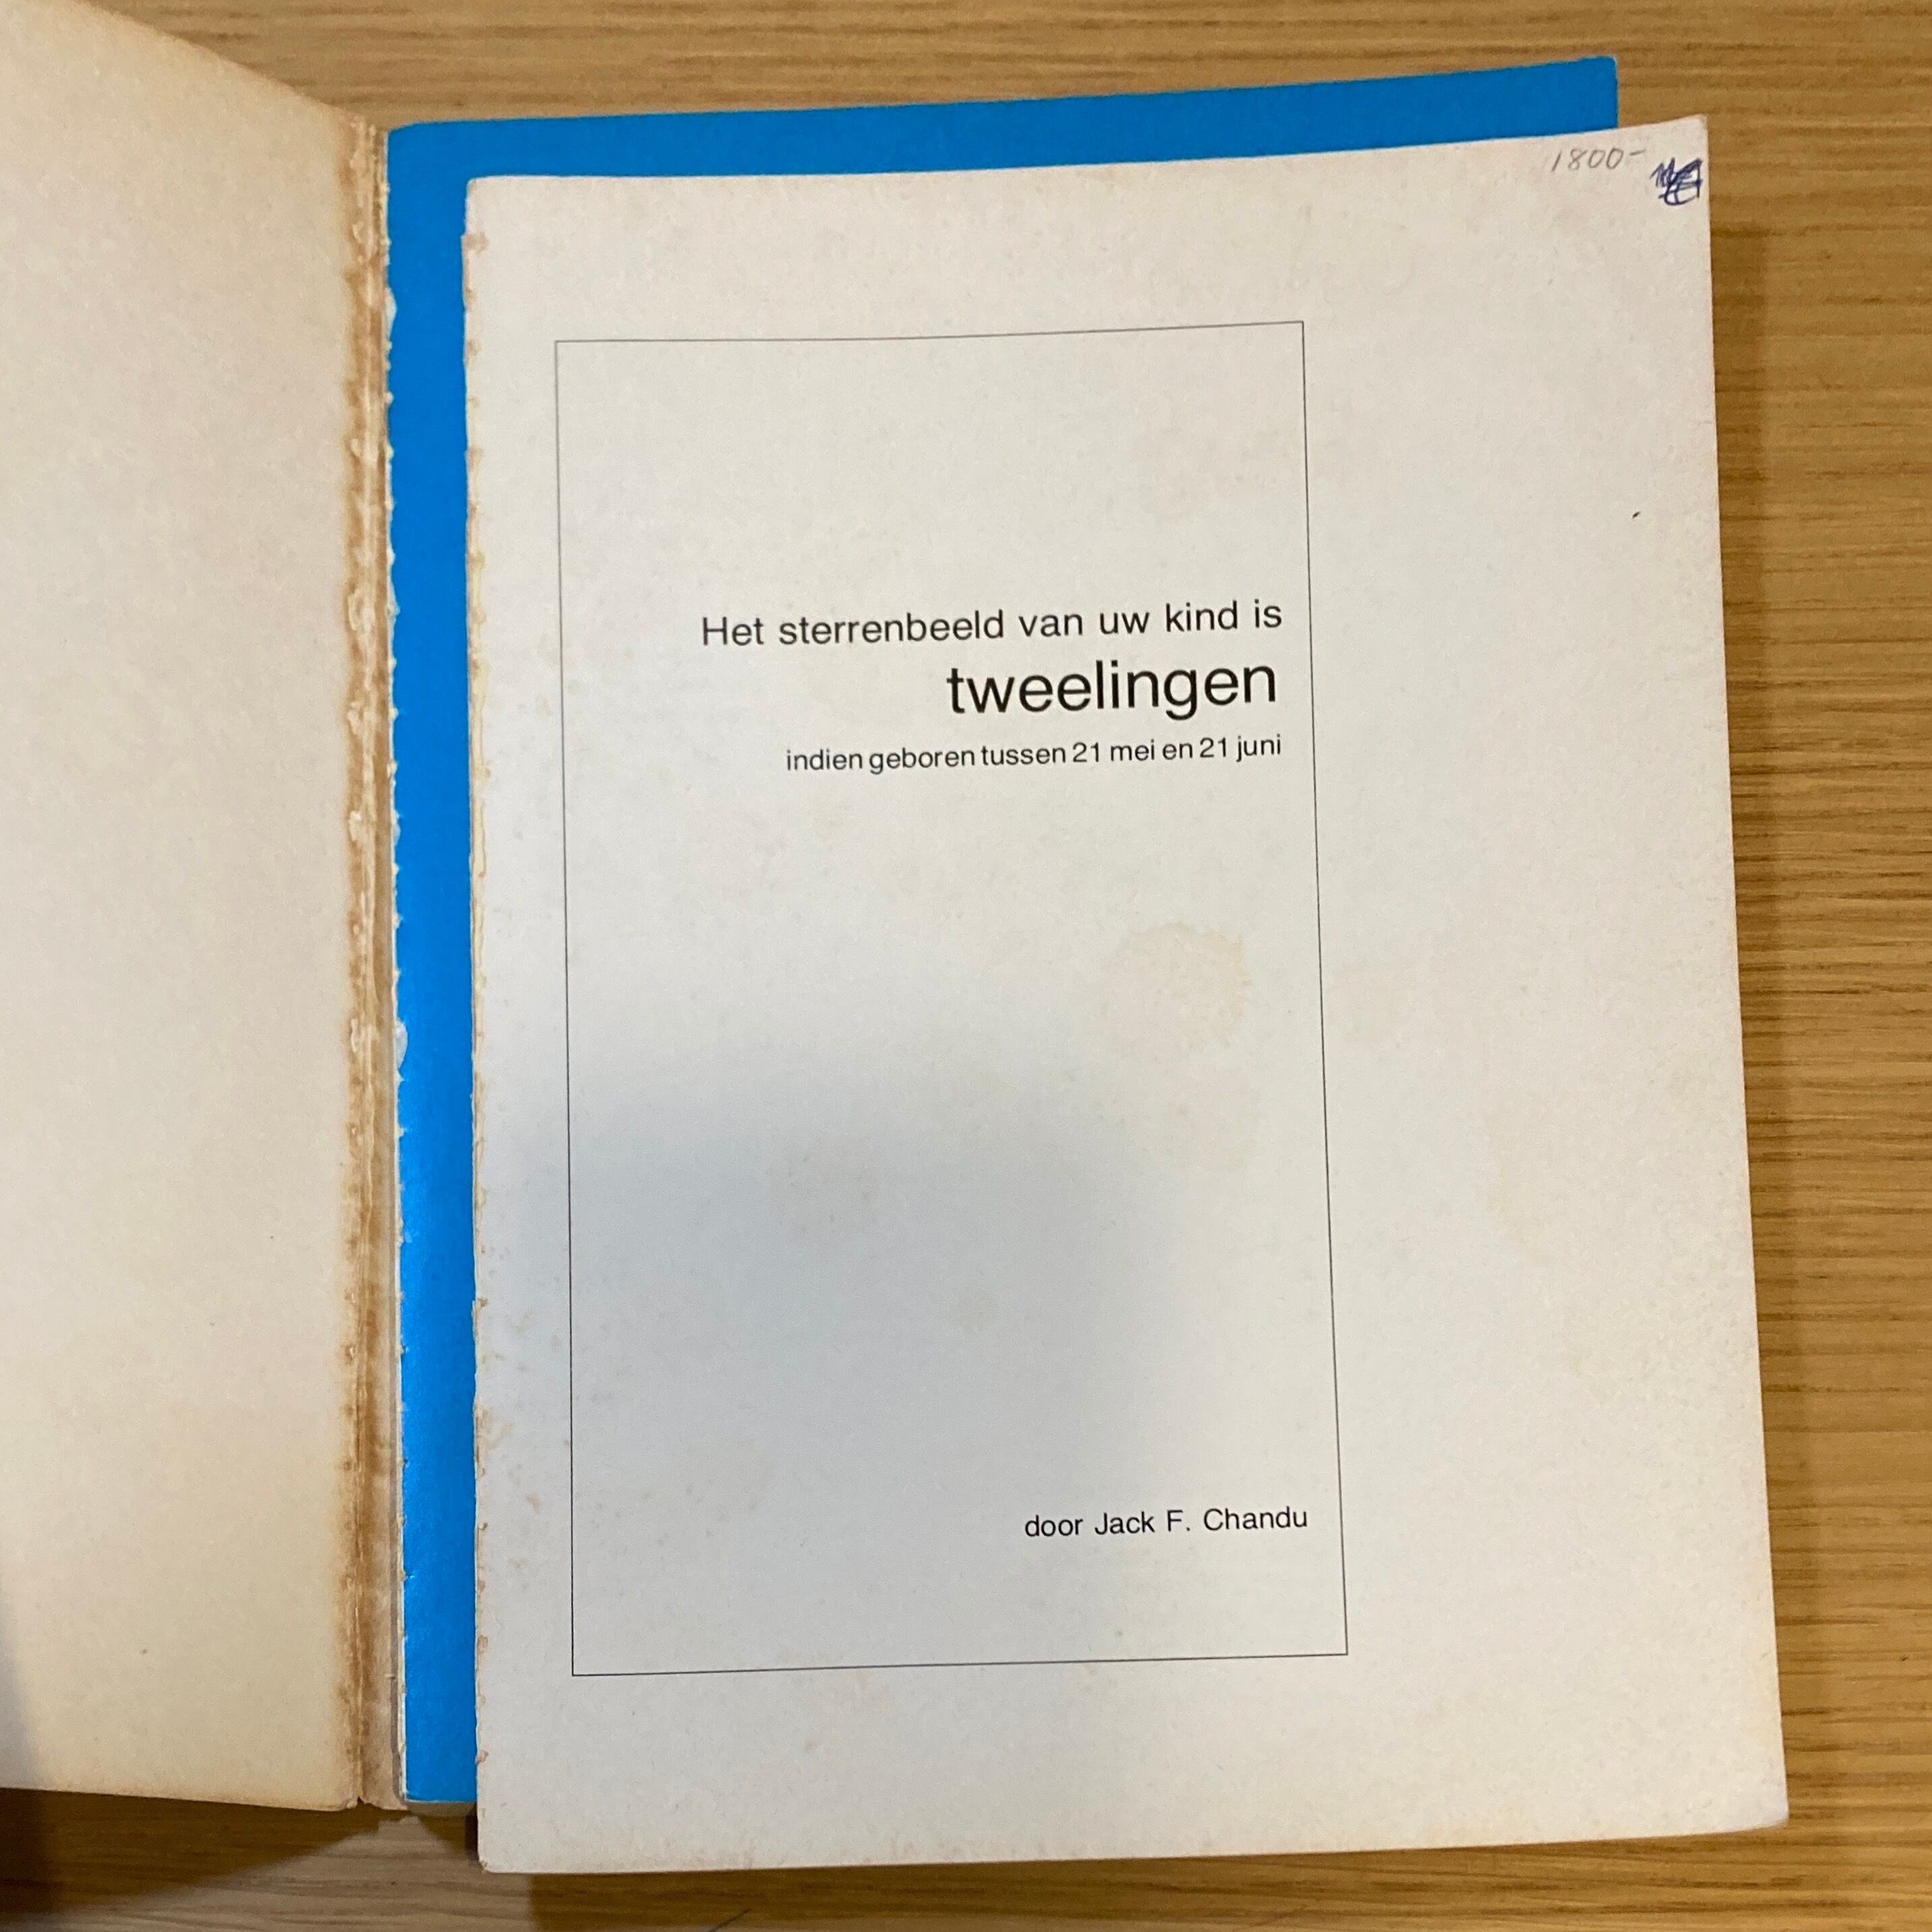 1800-
Het sterrenbeeld van uw kind is
tweelingen
indien geboren tussen 21 mei en 21 juni
door Jack F. Chandu